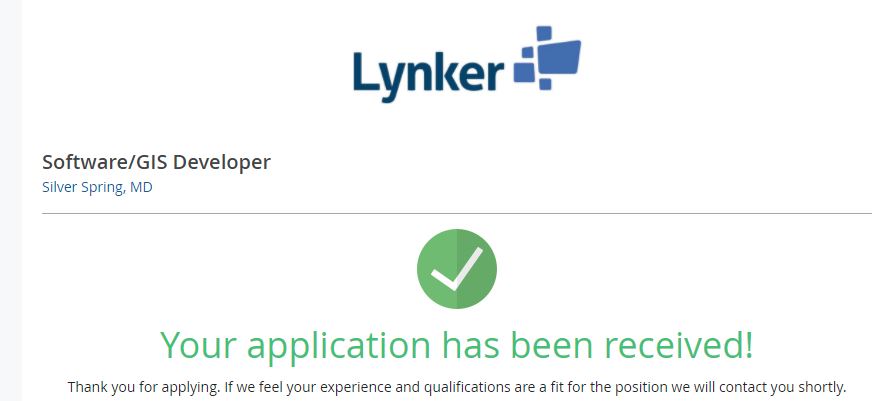 Lynker
Software/GIS Developer
Silver Spring, MD
Your application has been received!
Thank you for applying. If we feel your experience and qualifications are a fit for the position we will contact you shortly.